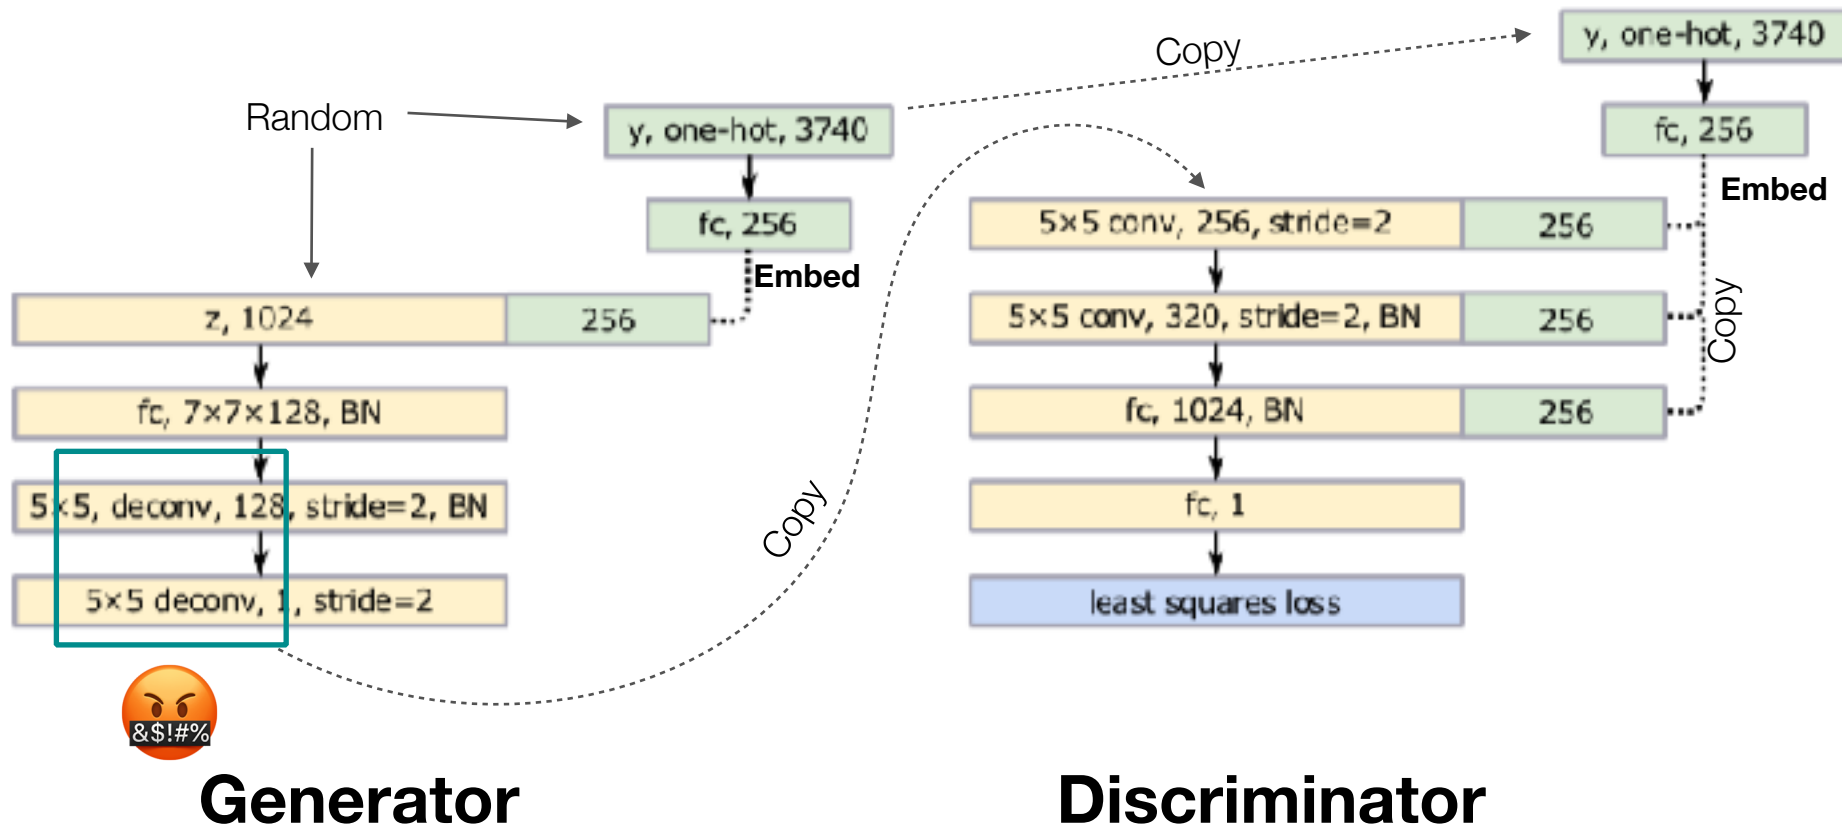 Random
y, one-hot, 3740
fc, 256
Embed
z, 1024
256
fc, 7×7×128, BN
5×5, deconv, 128, stride=2, BN
5×5 deconv, 1, stride=2
&$!#%
Generator
Copy
Copy
y, one-hot, 3740
fc, 256
Embed
Copy
5×5 conv, 256, stride=2
256
5×5 conv, 320, stride=2, BN
256
fc, 1024, BN
256
fc, 1
least squares loss
Discriminator